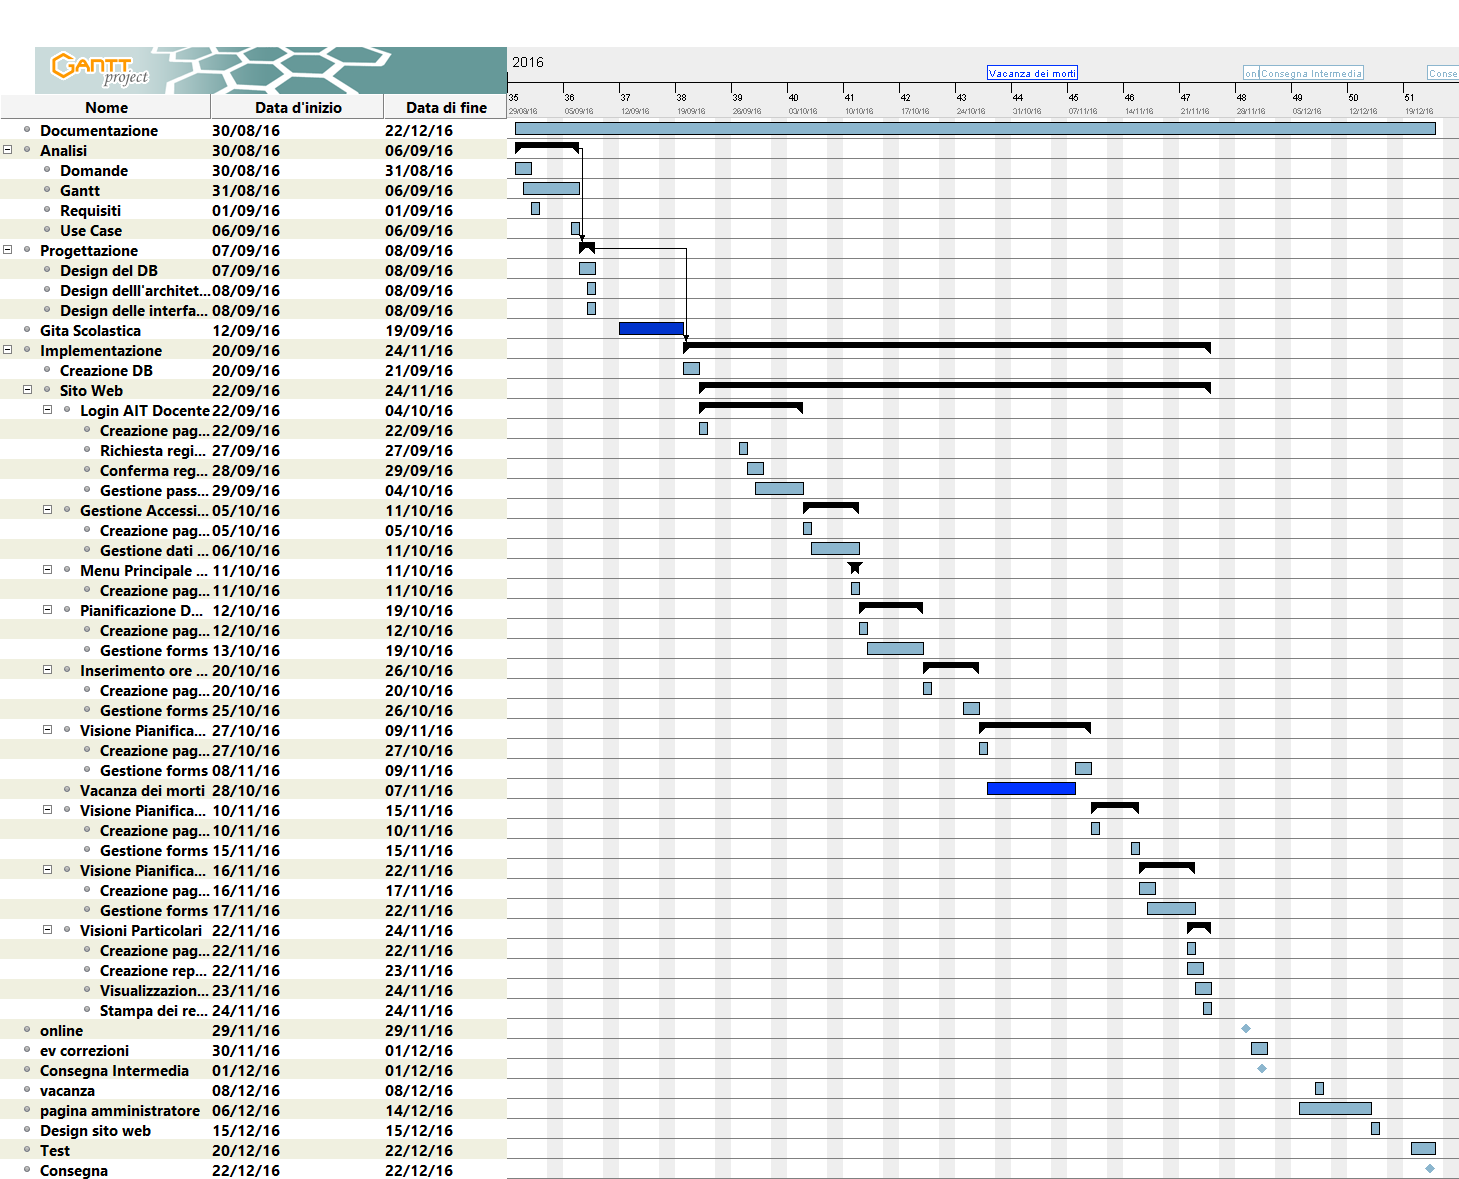 GANTT
project
2016
Vacanza dei morti
Consegna Intermedia
Conse
Nome Data d'inizio Data di fine
35 36 37 38 39 40 41 42 43 44 45 46 47 48 49 50 51
29/08/16 05/09/16 12/09/16 19/09/16 26/09/16 03/10/16 10/10/16 17/10/16 24/10/16 31/10/16 07/11/16 14/11/16 21/11/16 28/11/16 05/12/16 12/12/16 19/12/16
Documentazione 30/08/16 22/12/16
Analisi 30/08/16 06/09/16
Domande 30/08/16 31/08/16
Gantt 31/08/16 06/09/16
Requisiti 01/09/16 01/09/16
Use Case 06/09/16 06/09/16
Progettazione 07/09/16 08/09/16
Design del DB 07/09/16 08/09/16
Design delll'architet... 08/09/16 08/09/16
Design delle interfa... 08/09/16 08/09/16
Gita Scolastica 12/09/16 19/09/16
Implementazione 20/09/16 24/11/16
Creazione DB 20/09/16 21/09/16
Sito Web 22/09/16 24/11/16
Login AIT Docente 22/09/16 04/10/16
Creazione pag... 22/09/16 22/09/16
Richiesta regi... 27/09/16 27/09/16
Conferma reg... 28/09/16 29/09/16
Gestione pass... 29/09/16 04/10/16
Gestione Accessi... 05/10/16 11/10/16
Creazione pag... 05/10/16 05/10/16
Gestione dati ... 06/10/16 11/10/16
Menu Principale ... 11/10/16 11/10/16
Creazione pag... 11/10/16 11/10/16
Pianificazione D... 12/10/16 19/10/16
Creazione pag... 12/10/16 12/10/16
Gestione forms 13/10/16 19/10/16
Inserimento ore ... 20/10/16 26/10/16
Creazione pag... 20/10/16 20/10/16
Gestione forms 25/10/16 26/10/16
Visione Pianifica... 27/10/16 09/11/16
Creazione pag... 27/10/16 27/10/16
Gestione forms 08/11/16 09/11/16
Vacanza dei morti 28/10/16 07/11/16
Visione Pianifica... 10/11/16 15/11/16
Creazione pag... 10/11/16 10/11/16
Gestione forms 15/11/16 15/11/16
Visione Pianifica... 16/11/16 22/11/16
Creazione pag... 16/11/16 17/11/16
Gestione forms 17/11/16 22/11/16
Visioni Particolari 22/11/16 24/11/16
Creazione pag... 22/11/16 22/11/16
Creazione rep... 22/11/16 23/11/16
Visualizzazion... 23/11/16 24/11/16
Stampa dei re... 24/11/16 24/11/16
online 29/11/16 29/11/16
ev correzioni 30/11/16 01/12/16
Consegna Intermedia 01/12/16 01/12/16
vacanza 08/12/16 08/12/16
pagina amministratore 06/12/16 14/12/16
Design sito web 15/12/16 15/12/16
Test 20/12/16 22/12/16
Consegna 22/12/16 22/12/16